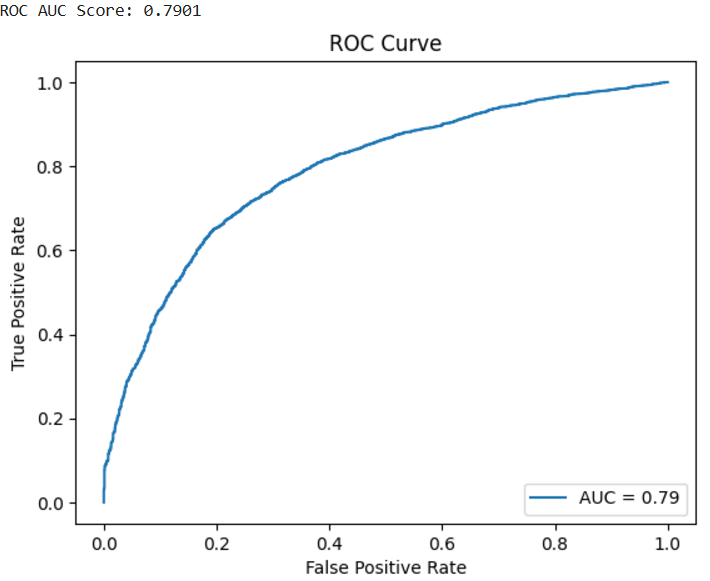 ROC AUC Score: 0.7901
ROC Curve
True Positive Rate
1.0
0.8
0.6
0.4
0.2
0.0
AUC = 0.79
0.0 0.2 0.4 0.6 0.8 1.0
False Positive Rate